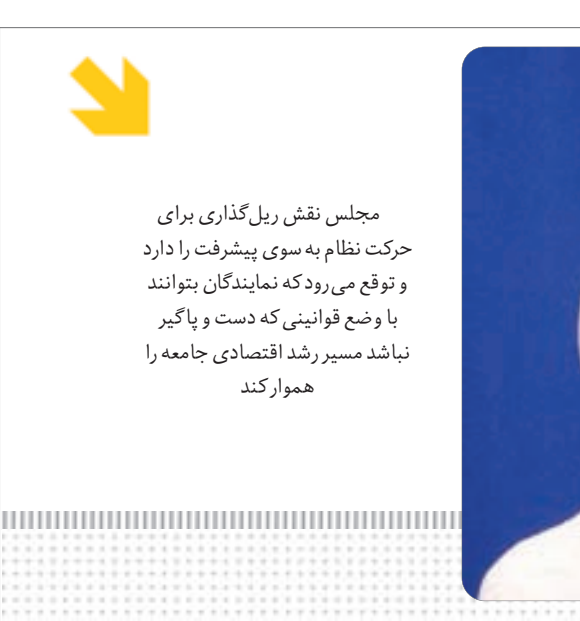 مجلس نقش ریل‌گذاری برای
حرکت نظام به سوی پیشرفت را دارد
و توقع می‌رود که نمایندگان بتوانند
با وضع قوانینی که دست و پاگیر
نباشد مسیر رشد اقتصادی جامعه را
هموار کند